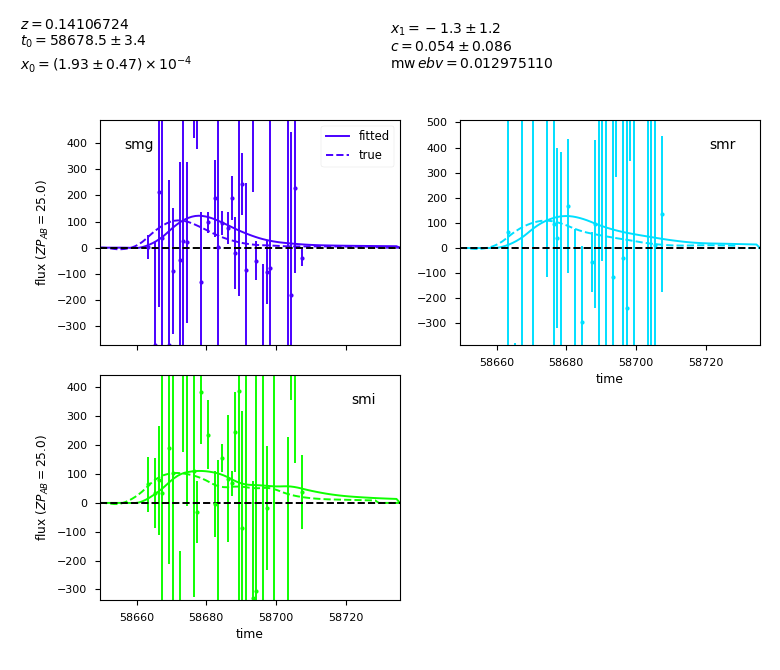 z = 0.14106724
t₀ = 58678.5 ± 3.4
x₀ = (1.93 ± 0.47) × 10⁻⁴
x₁ = −1.3 ± 1.2
c = 0.054 ± 0.086
mw ebv = 0.012975110
smg
fitted
true
400
300
200
100
0
−100
−200
−300
flux (ZP_AB = 25.0)
smr
500
400
300
200
100
0
−100
−200
−300
58660 58680 58700 58720
time
smi
400
300
200
100
0
−100
−200
−300
flux (ZP_AB = 25.0)
58660 58680 58700 58720
time